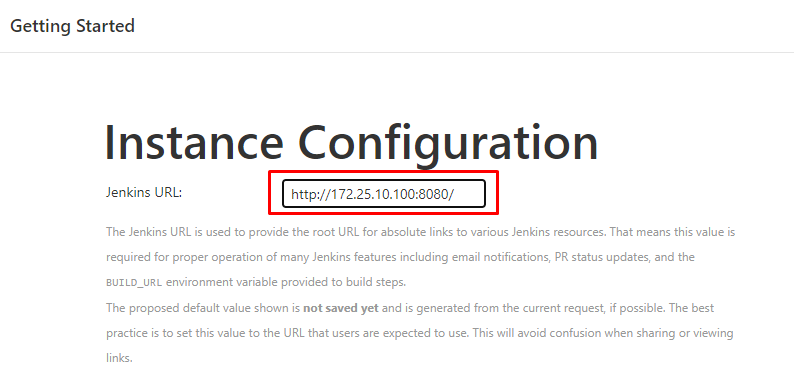 Getting Started
Instance Configuration
Jenkins URL: http://172.25.10.100:8080/
The Jenkins URL is used to provide the root URL for absolute links to various Jenkins resources. That means this value is
required for proper operation of many Jenkins features including email notifications, PR status updates, and the
BUILD_URL environment variable provided to build steps.
The proposed default value shown is not saved yet and is generated from the current request, if possible. The best
practice is to set this value to the URL that users are expected to use. This will avoid confusion when sharing or viewing
links.